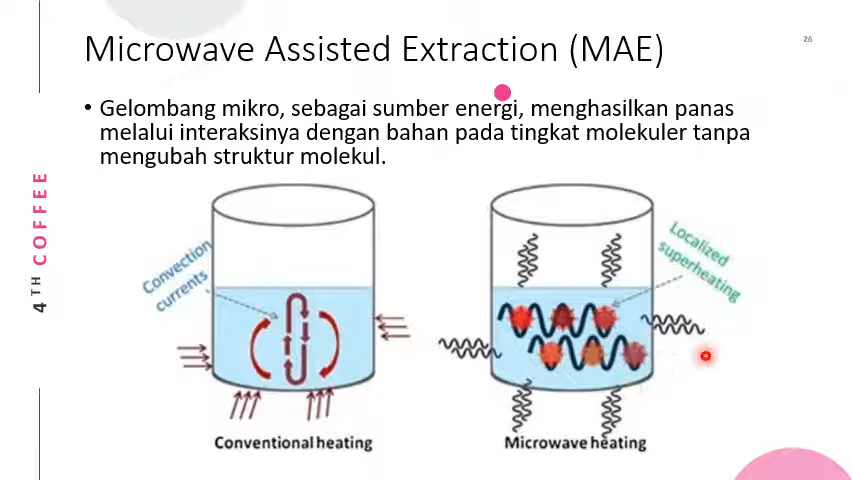 Microwave Assisted Extraction (MAE)
26
• Gelombang mikro, sebagai sumber energi, menghasilkan panas
melalui interaksinya dengan bahan pada tingkat molekuler tanpa
mengubah struktur molekul.
4TH COFFEE
Convection
currents
Localized
superheating
Conventional heating
Microwave heating